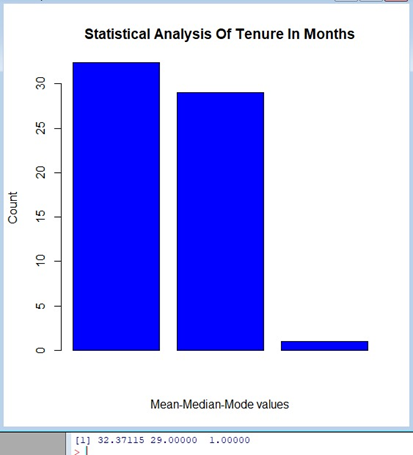 Statistical Analysis Of Tenure In Months
30
25
20
15
10
5
0
Count
Mean-Median-Mode values
[1] 32.37115 29.00000 1.00000
>